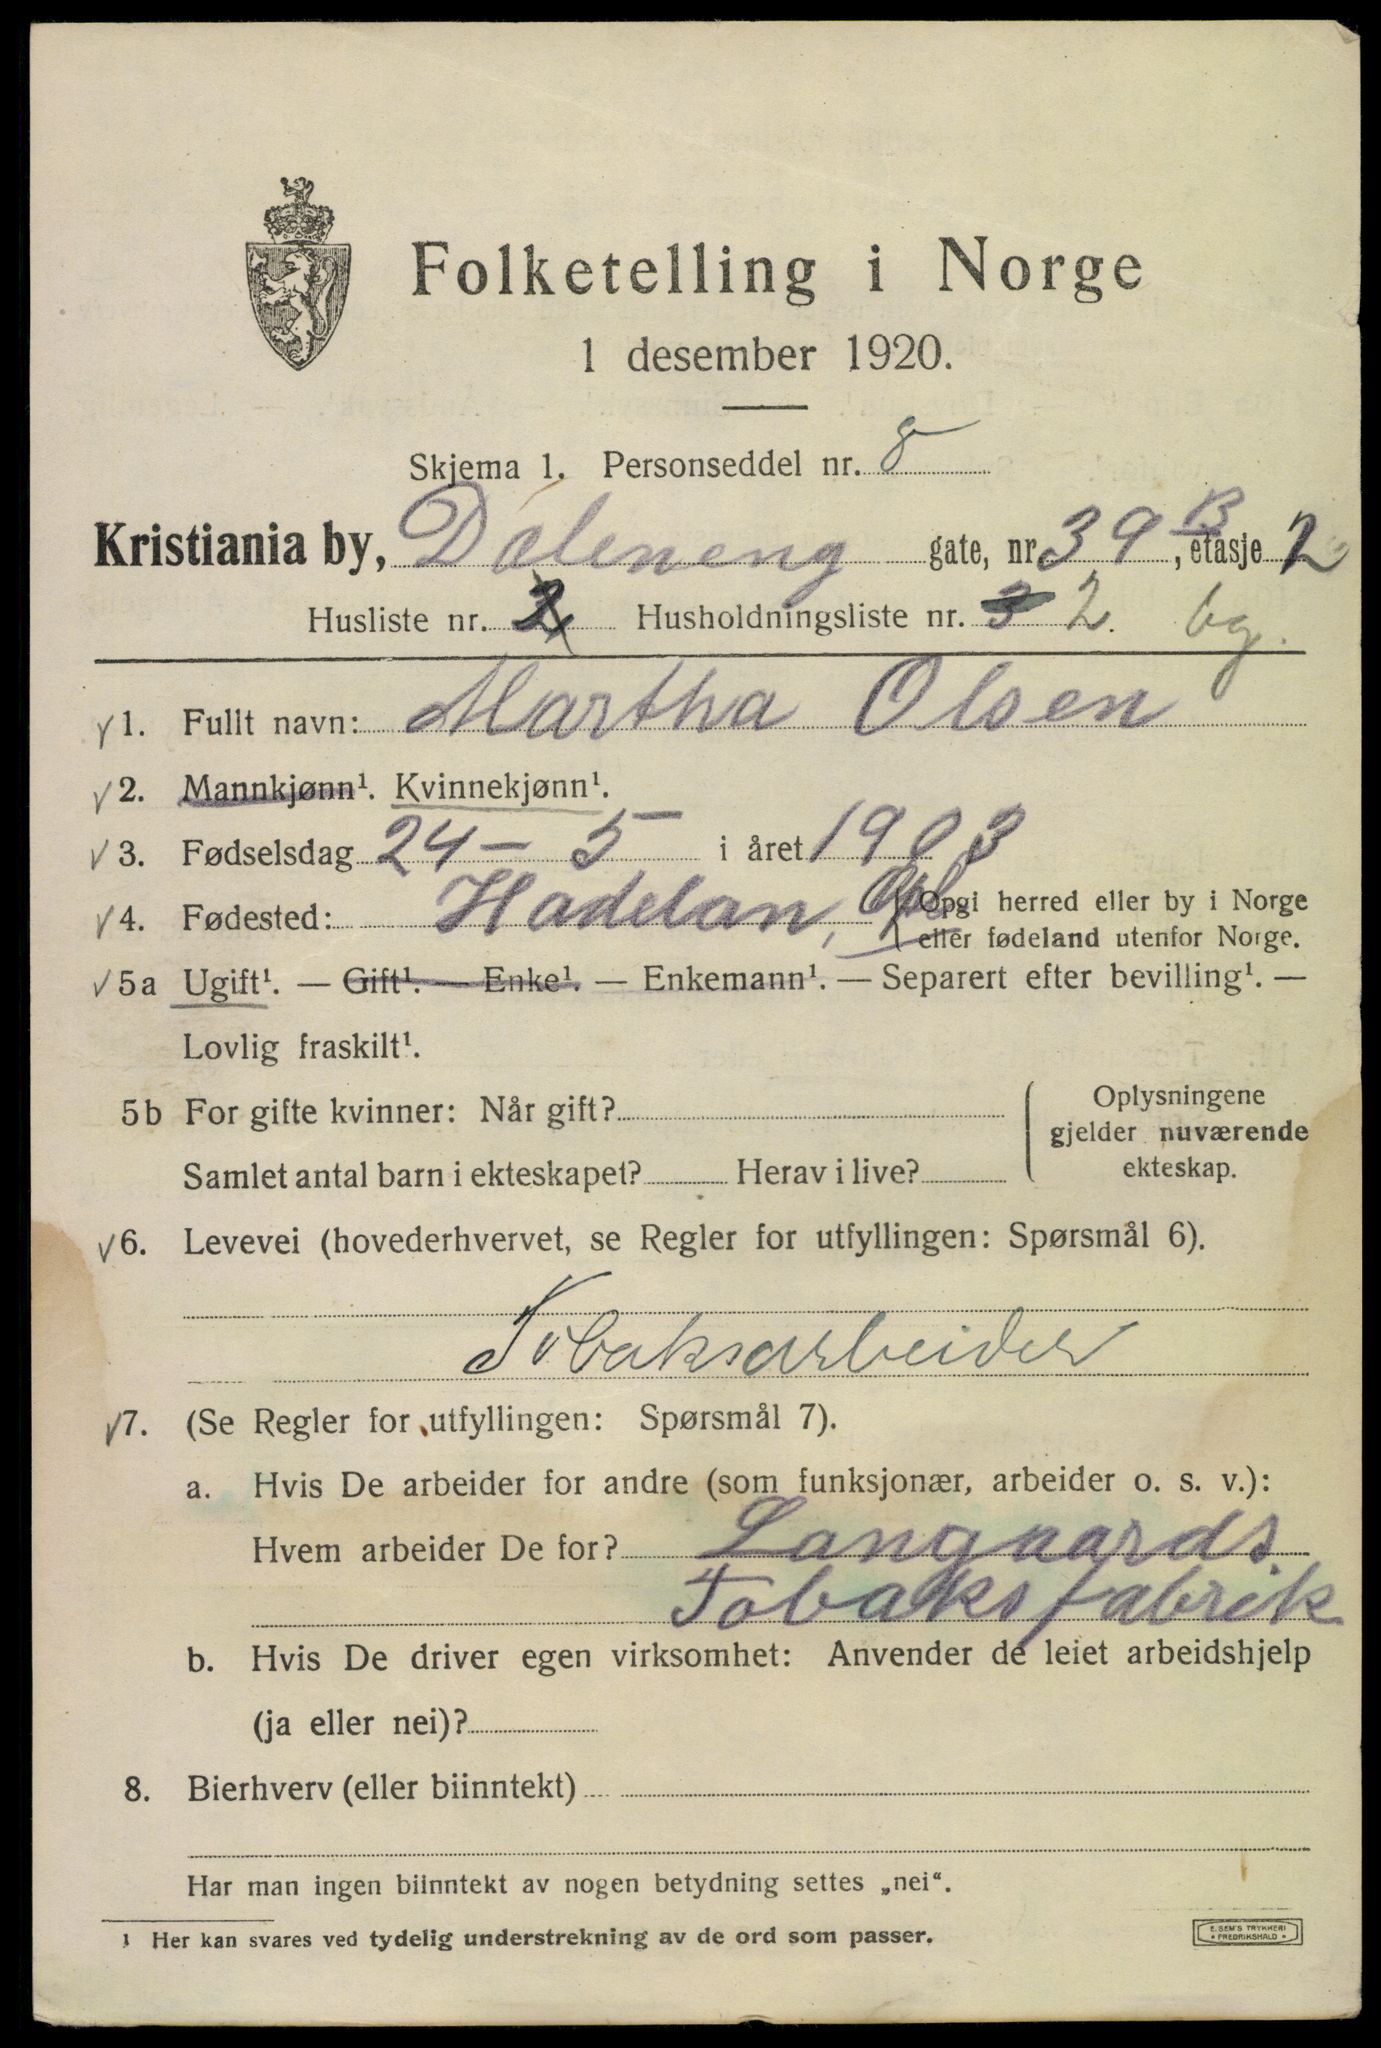 Folketelling i Norge
1 desember 1920.
Skjema 1. Personseddel nr. 8
Kristiania by, Dæleneng gate, nr 39 B, etasje 2
Husliste nr. 2 Husholdningsliste nr. 3 2. bg.
1. Fullt navn: Martha Olsen
2. Mannkjønn¹. Kvinnekjønn¹.
3. Fødselsdag 24 – 5 i året 1903
4. Fødested: Hadelan, Opl. Opgi herred eller by i Norge
eller fødeland utenfor Norge.
5a Ugift¹. — Gift¹. — Enke¹. — Enkemann¹. — Separert efter bevilling¹. —
Lovlig fraskilt¹.
5b For gifte kvinner: Når gift?
Samlet antal barn i ekteskapet? Herav i live?
Oplysningene
gjelder nuværende
ekteskap.
6. Levevei (hovederhvervet, se Regler for utfyllingen: Spørsmål 6).
Tobaksarbeider
7. (Se Regler for utfyllingen: Spørsmål 7).
a. Hvis De arbeider for andre (som funksjonær, arbeider o. s. v.):
Hvem arbeider De for? Langaards
Tobaksfabrik
b. Hvis De driver egen virksomhet: Anvender de leiet arbeidshjelp
(ja eller nei)?
8. Bierhverv (eller biinntekt)
Har man ingen biinntekt av nogen betydning settes „nei“.
1 Her kan svares ved tydelig understrekning av de ord som passer.
E. SEM'S TRYKKERI
FREDRIKSHALD